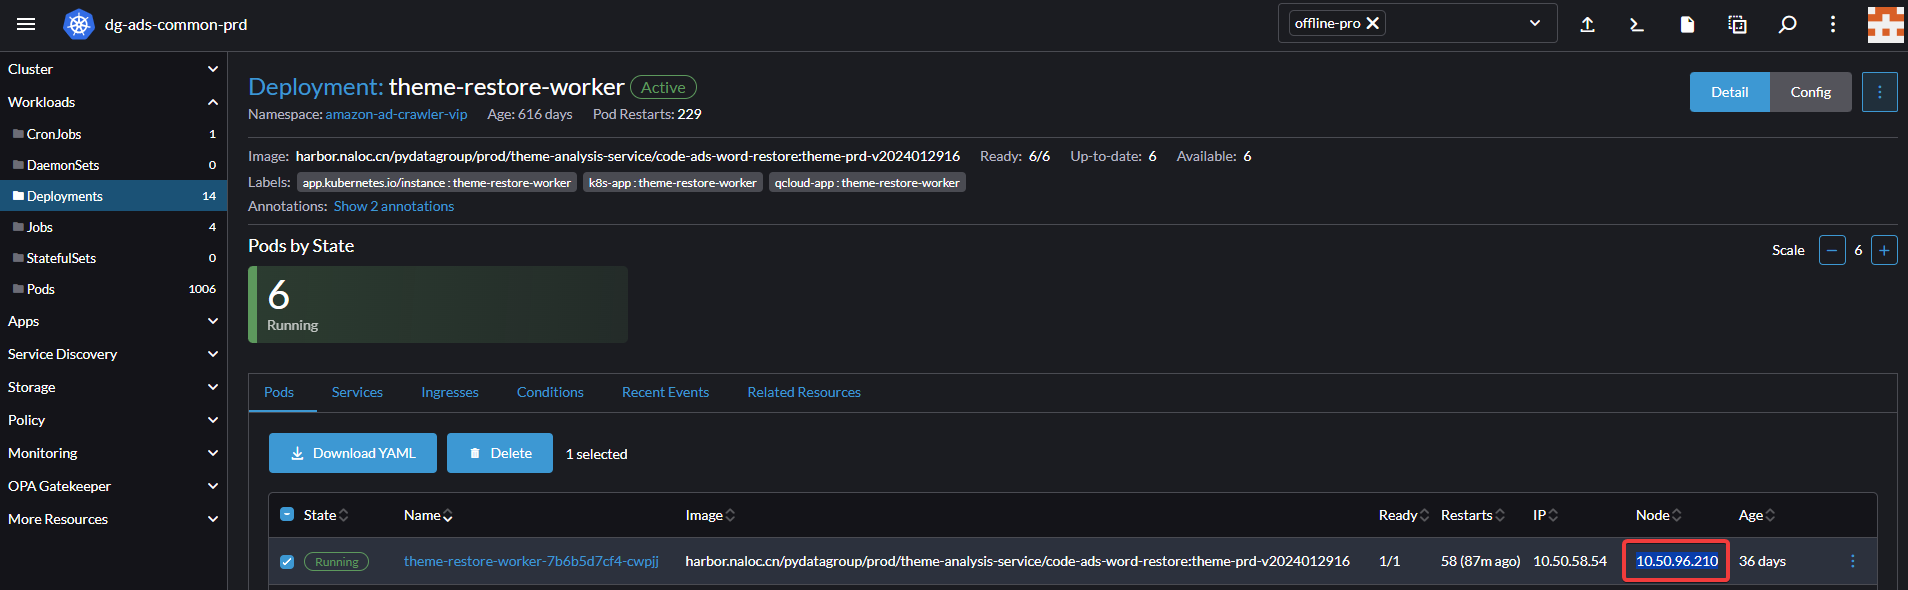 dg-ads-common-prd
offline-pro
Cluster
Workloads
CronJobs 1
DaemonSets 0
Deployments 14
Jobs 4
StatefulSets 0
Pods 1006
Apps
Service Discovery
Storage
Policy
Monitoring
OPA Gatekeeper
More Resources
Deployment: theme-restore-worker Active
Detail Config
Namespace: amazon-ad-crawler-vip Age: 616 days Pod Restarts: 229
Image: harbor.naloc.cn/pydatagroup/prod/theme-analysis-service/code-ads-word-restore:theme-prd-v2024012916 Ready: 6/6 Up-to-date: 6 Available: 6
Labels: app.kubernetes.io/instance : theme-restore-worker k8s-app : theme-restore-worker qcloud-app : theme-restore-worker
Annotations: Show 2 annotations
Pods by State
Scale 6
6
Running
Pods Services Ingresses Conditions Recent Events Related Resources
Download YAML Delete 1 selected
State Name Image Ready Restarts IP Node Age
Running theme-restore-worker-7b6b5d7cf4-cwpjj harbor.naloc.cn/pydatagroup/prod/theme-analysis-service/code-ads-word-restore:theme-prd-v2024012916 1/1 58 (87m ago) 10.50.58.54 10.50.96.210 36 days